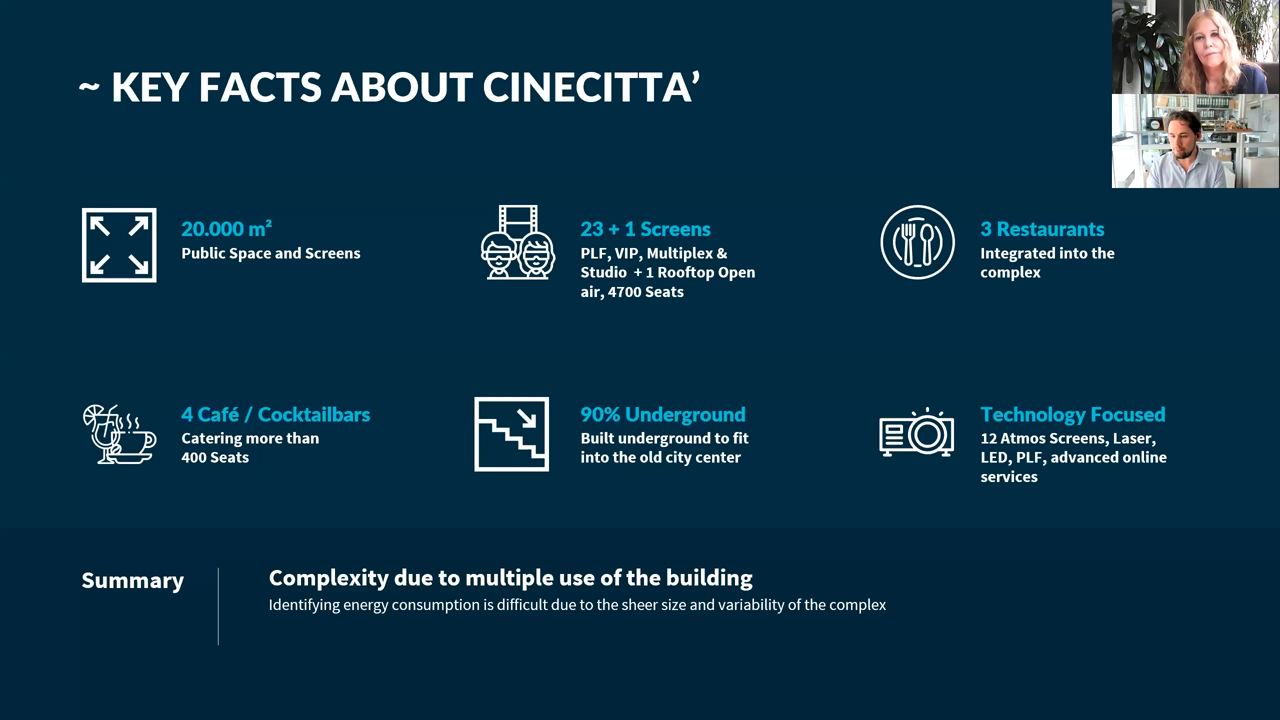 ~ KEY FACTS ABOUT CINECITTA’
20.000 m²
Public Space and Screens
23 + 1 Screens
PLF, VIP, Multiplex &
Studio + 1 Rooftop Open
air, 4700 Seats
3 Restaurants
Integrated into the
complex
4 Café / Cocktailbars
Catering more than
400 Seats
90% Underground
Built underground to fit
into the old city center
Technology Focused
12 Atmos Screens, Laser,
LED, PLF, advanced online
services
Summary
Complexity due to multiple use of the building
Identifying energy consumption is difficult due to the sheer size and variability of the complex